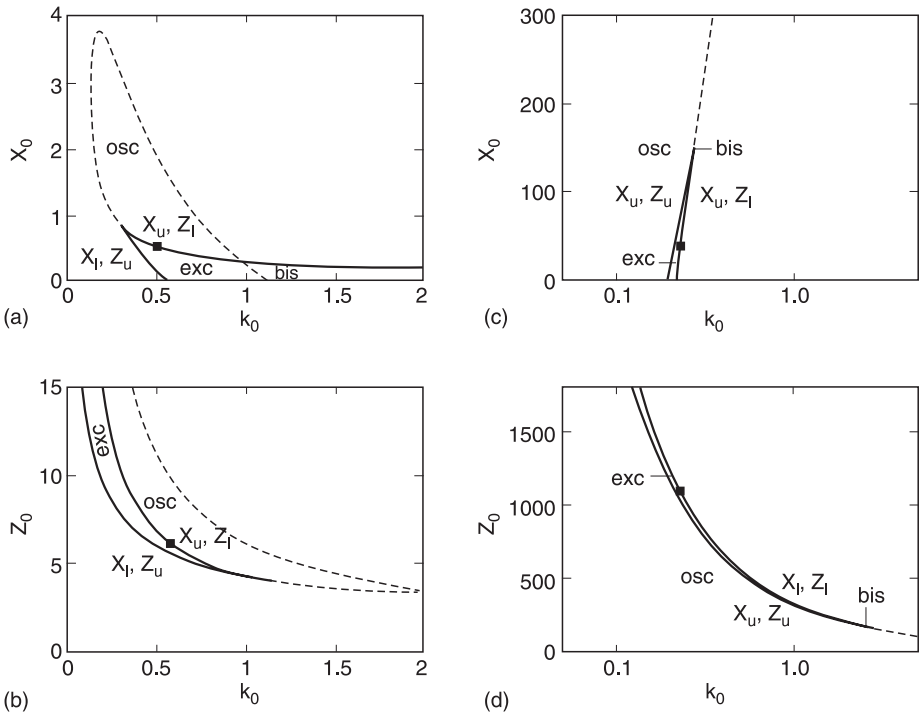 4
3
2
1
0
X0
osc
Xu, Zl
Xl, Zu
exc
bis
0 0.5 1 1.5 2
k0
(a)
300
200
100
0
X0
osc
bis
Xu, Zu
Xu, Zl
exc
0.1 1.0
k0
(c)
15
10
5
0
Z0
exc
osc
Xu, Zl
Xl, Zu
0 0.5 1 1.5 2
k0
(b)
1500
1000
500
0
Z0
exc
osc
Xl, Zl
Xu, Zu
bis
0.1 1.0
k0
(d)